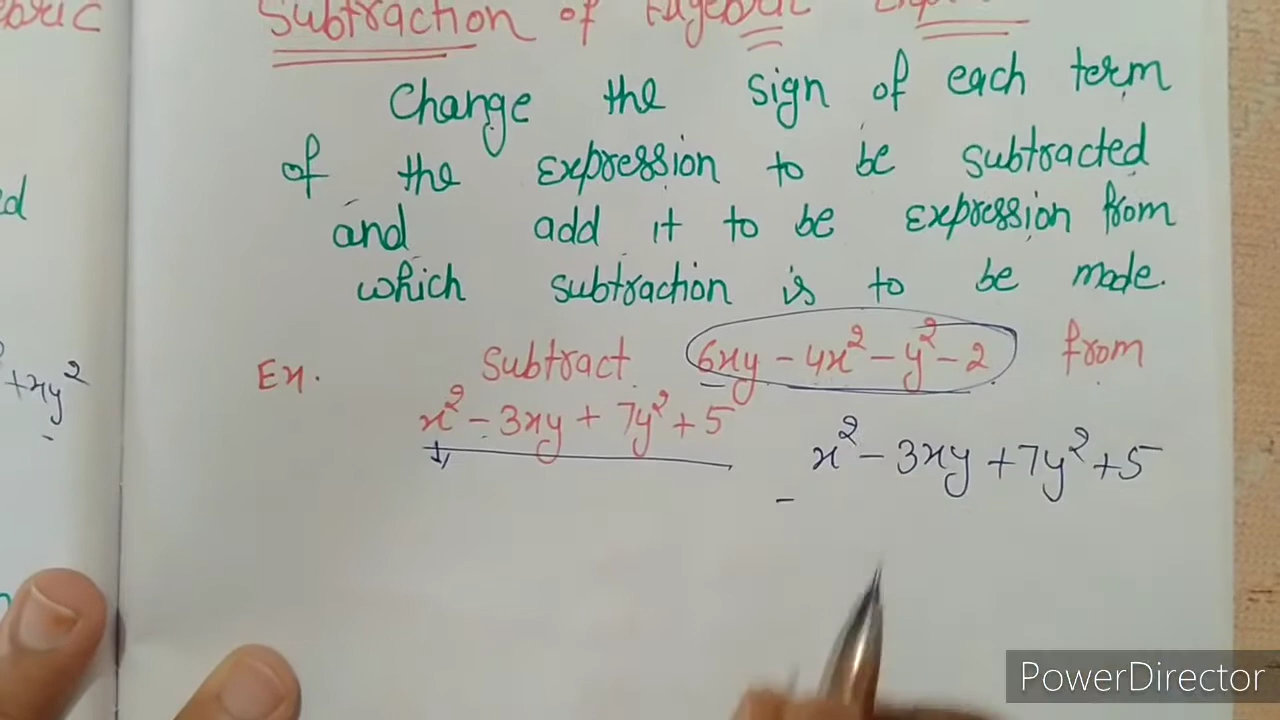 Subtraction of Algebraic
Change the sign of each term
of the expression to be subtracted
and add it to be expression from
which subtraction is to be made.
Ex. Subtract 6xy - 4x² - y² - 2 from
x² - 3xy + 7y² + 5
x² - 3xy + 7y² + 5
-
+xy²
PowerDirector